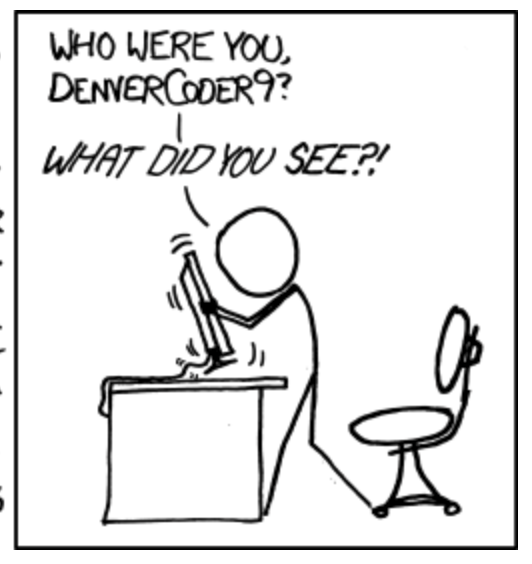 WHO WERE YOU,
DENVERCODER9?
WHAT DID YOU SEE?!